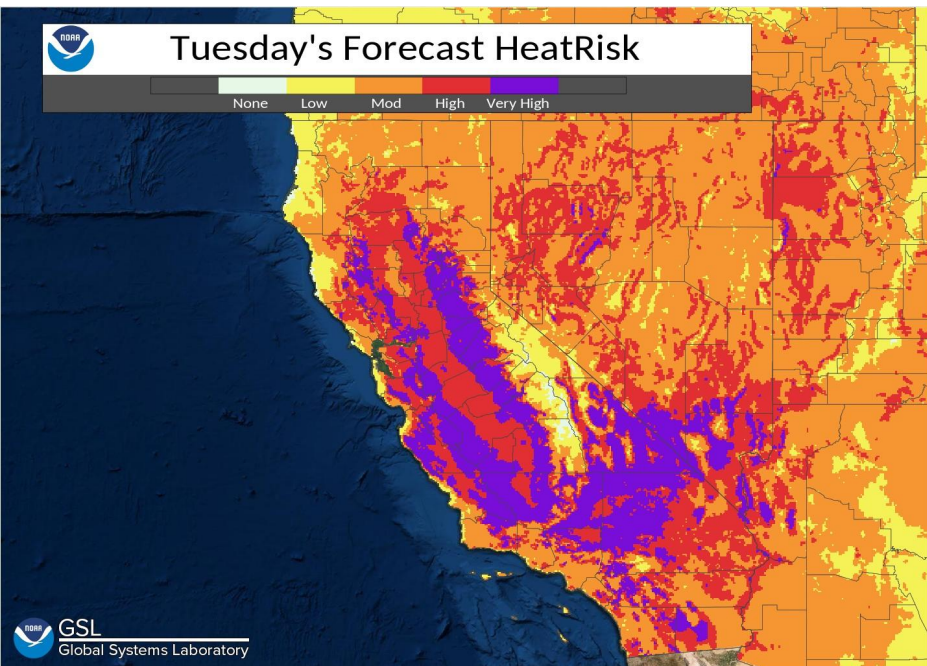 NOAA
Tuesday's Forecast HeatRisk
None Low Mod High Very High
NOAA
GSL
Global Systems Laboratory